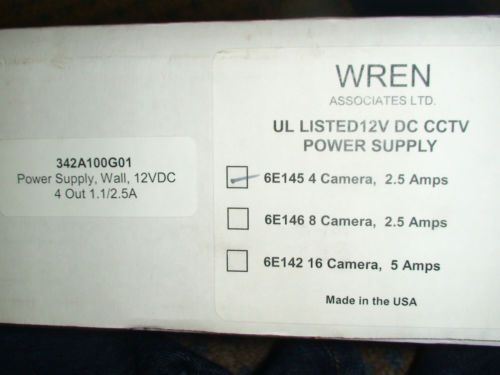 342A100G01
Power Supply, Wall, 12VDC
4 Out 1.1/2.5A
WREN
ASSOCIATES LTD.
UL LISTED12V DC CCTV
POWER SUPPLY
6E145 4 Camera, 2.5 Amps
6E146 8 Camera, 2.5 Amps
6E142 16 Camera, 5 Amps
Made in the USA